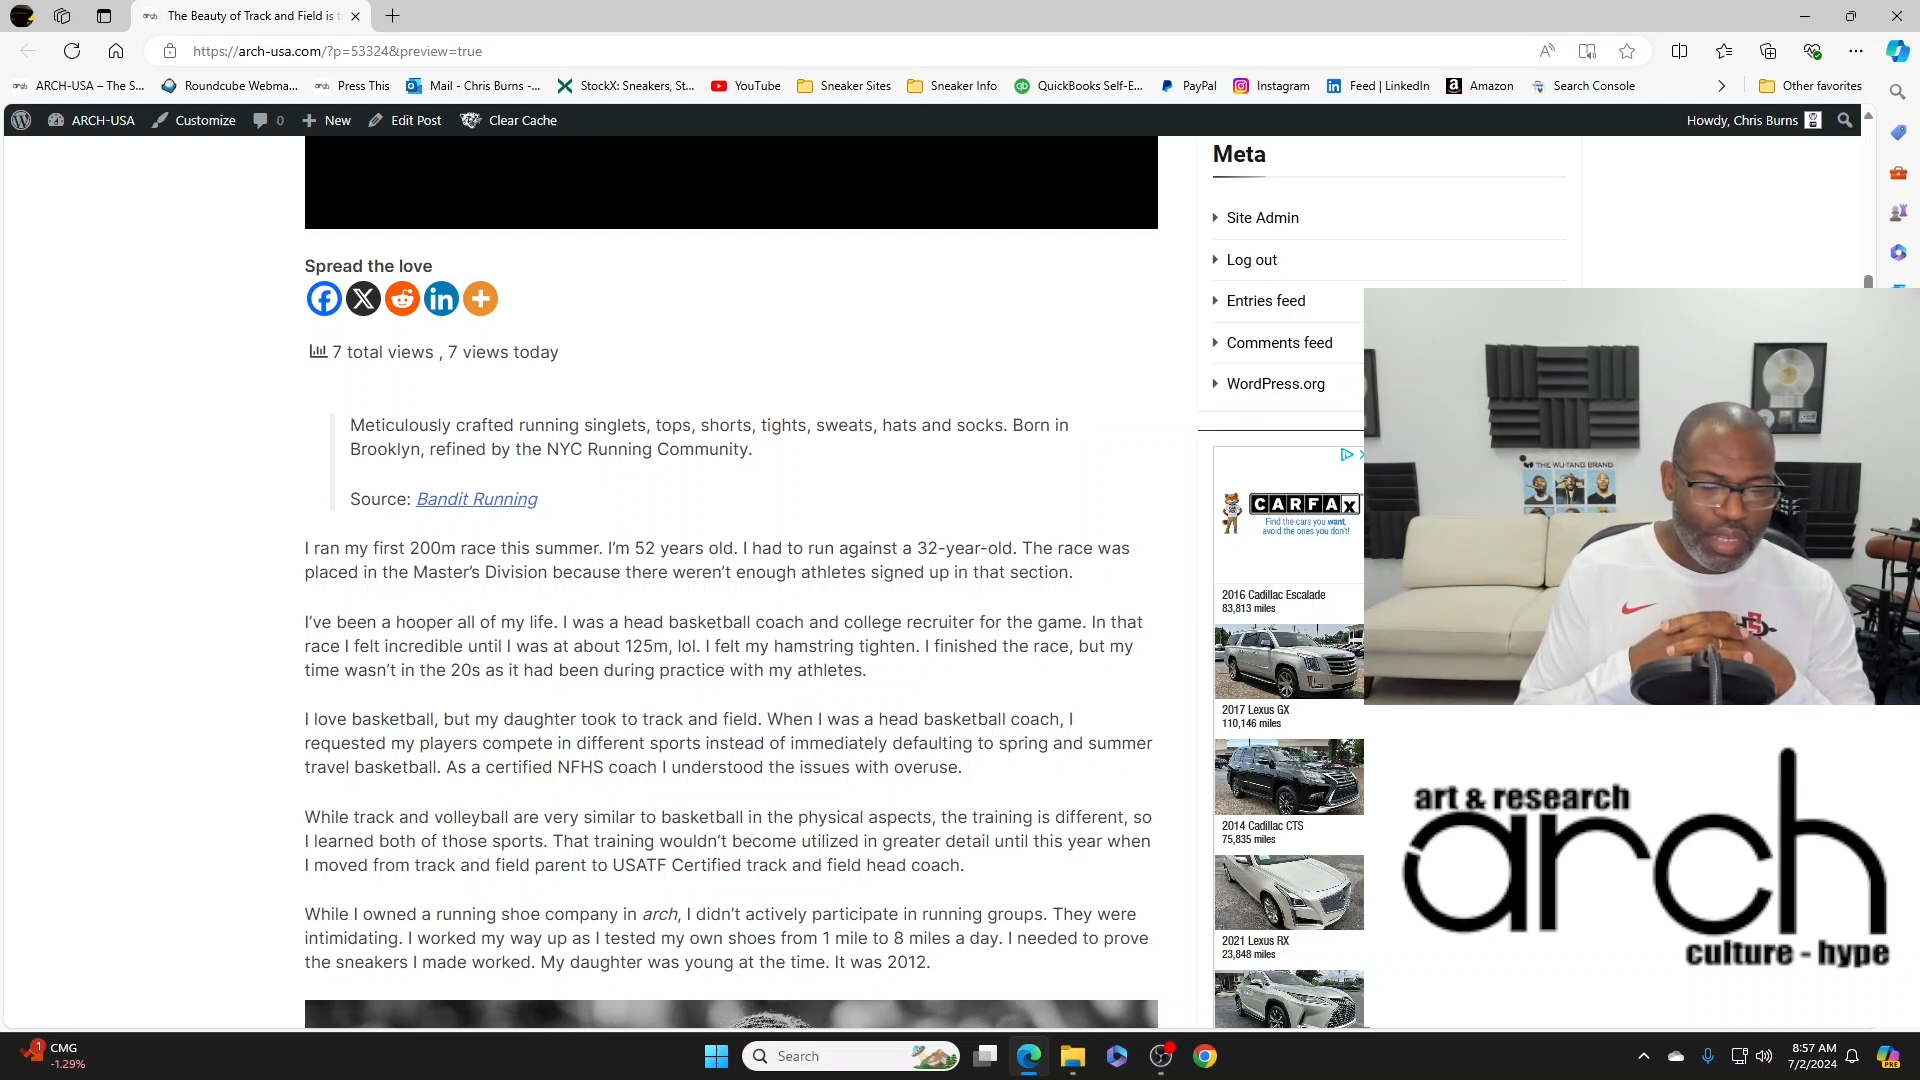 The Beauty of Track and Field is t
https://arch-usa.com/?p=53324&preview=true
ARCH-USA – The S...
Roundcube Webma...
Press This
Mail - Chris Burns -...
StockX: Sneakers, St...
YouTube
Sneaker Sites
Sneaker Info
QuickBooks Self-E...
PayPal
Instagram
Feed | LinkedIn
Amazon
Search Console
Other favorites
ARCH-USA
Customize
0
New
Edit Post
Clear Cache
Howdy, Chris Burns
Spread the love
7 total views , 7 views today
Meticulously crafted running singlets, tops, shorts, tights, sweats, hats and socks. Born in
Brooklyn, refined by the NYC Running Community.
Source: Bandit Running
I ran my first 200m race this summer. I'm 52 years old. I had to run against a 32-year-old. The race was
placed in the Master's Division because there weren't enough athletes signed up in that section.
I've been a hooper all of my life. I was a head basketball coach and college recruiter for the game. In that
race I felt incredible until I was at about 125m, lol. I felt my hamstring tighten. I finished the race, but my
time wasn't in the 20s as it had been during practice with my athletes.
I love basketball, but my daughter took to track and field. When I was a head basketball coach, I
requested my players compete in different sports instead of immediately defaulting to spring and summer
travel basketball. As a certified NFHS coach I understood the issues with overuse.
While track and volleyball are very similar to basketball in the physical aspects, the training is different, so
I learned both of those sports. That training wouldn't become utilized in greater detail until this year when
I moved from track and field parent to USATF Certified track and field head coach.
While I owned a running shoe company in arch, I didn't actively participate in running groups. They were
intimidating. I worked my way up as I tested my own shoes from 1 mile to 8 miles a day. I needed to prove
the sneakers I made worked. My daughter was young at the time. It was 2012.
Meta
Site Admin
Log out
Entries feed
Comments feed
WordPress.org
CARFAX
Find the cars you want,
avoid the ones you don't!
2016 Cadillac Escalade
83,813 miles
2017 Lexus GX
110,146 miles
2014 Cadillac CTS
75,835 miles
2021 Lexus RX
23,848 miles
THE WU-TANG BRAND
art & research
arch
culture - hype
1
CMG
-1.29%
Search
8:57 AM
7/2/2024
PRE